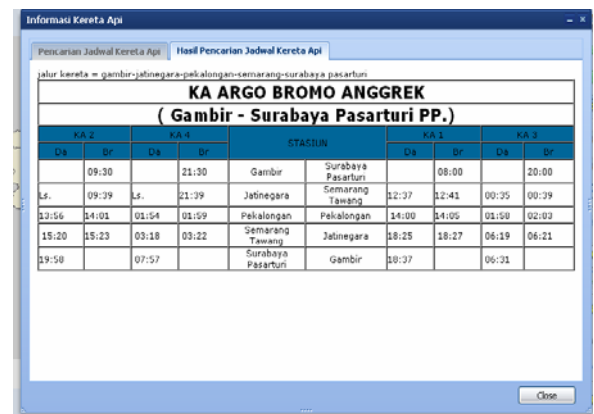 Informasi Kereta Api
Pencarian Jadwal Kereta Api
Hasil Pencarian Jadwal Kereta Api
jalur kereta = gambir-jatinegara-pekalongan-semarang-surabaya pasarturi
KA ARGO BROMO ANGGREK
( Gambir - Surabaya Pasarturi PP.)
KA 2 KA 4 STASIUN KA 1 KA 3
Da Br Da Br Da Br Da Br
09:30 21:30 Gambir Surabaya Pasarturi 08:00 20:00
Ls. 09:39 Ls. 21:39 Jatinegara Semarang Tawang 12:37 12:41 00:35 00:39
13:56 14:01 01:54 01:59 Pekalongan Pekalongan 14:00 14:05 01:58 02:03
15:20 15:23 03:18 03:22 Semarang Tawang Jatinegara 18:25 18:27 06:19 06:21
19:58 07:57 Surabaya Pasarturi Gambir 18:37 06:31
Close